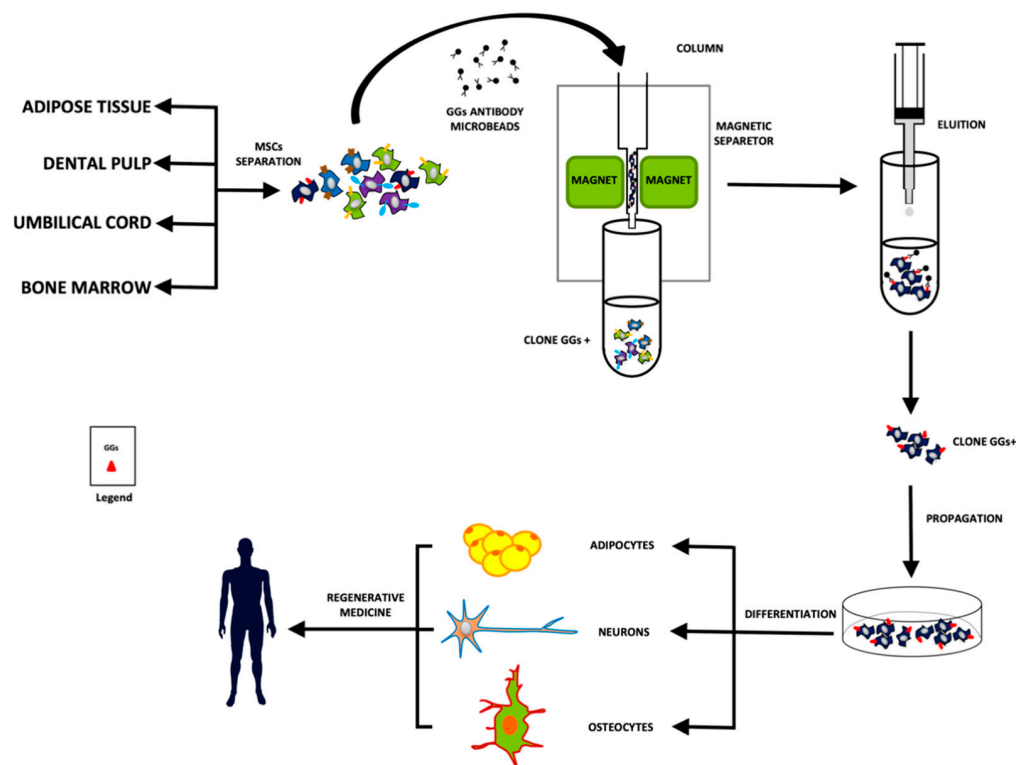 ADIPOSE TISSUE
DENTAL PULP
UMBILICAL CORD
BONE MARROW
MSCs
SEPARATION
GGs ANTIBODY
MICROBEADS
COLUMN
MAGNETIC
SEPARETOR
MAGNET
MAGNET
CLONE GGs +
ELUITION
CLONE GGs+
PROPAGATION
GGs
Legend
DIFFERENTIATION
ADIPOCYTES
NEURONS
OSTEOCYTES
REGENERATIVE
MEDICINE